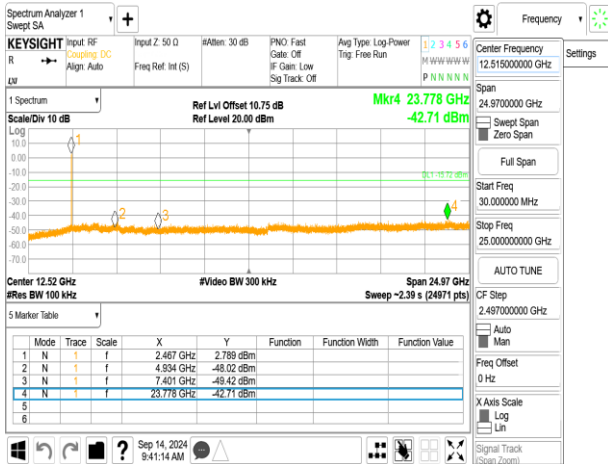 Spectrum Analyzer 1
Swept SA
Frequency
Settings
KEYSIGHT
R
Input: RF
Coupling: DC
Align: Auto
Input Z: 50 Ω
Freq Ref: Int (S)
#Atten: 30 dB
PNO: Fast
Gate: Off
IF Gain: Low
Sig Track: Off
Avg Type: Log-Power
Trig: Free Run
1 2 3 4 5 6
M W W W W W
P N N N N N
1 Spectrum
Scale/Div 10 dB
Ref Lvl Offset 10.75 dB
Ref Level 20.00 dBm
Mkr4 23.778 GHz
-42.71 dBm
Log
10.0
0.00
-10.0
-20.0
-30.0
-40.0
-50.0
-60.0
-70.0
1
2
3
4
DL1 -15.72 dBm
Center 12.52 GHz
#Res BW 100 kHz
#Video BW 300 kHz
Span 24.97 GHz
Sweep ~2.39 s (24971 pts)
5 Marker Table
Mode Trace Scale X Y Function Function Width Function Value
1 N 1 f 2.467 GHz 2.789 dBm
2 N 1 f 4.934 GHz -48.02 dBm
3 N 1 f 7.401 GHz -49.42 dBm
4 N 1 f 23.778 GHz -42.71 dBm
5
6
?
Sep 14, 2024
9:41:14 AM
Center Frequency
12.515000000 GHz
Span
24.9700000 GHz
Swept Span
Zero Span
Full Span
Start Freq
30.000000 MHz
Stop Freq
25.000000000 GHz
AUTO TUNE
CF Step
2.497000000 GHz
Auto
Man
Freq Offset
0 Hz
X Axis Scale
Log
Lin
Signal Track
(Span Zoom)